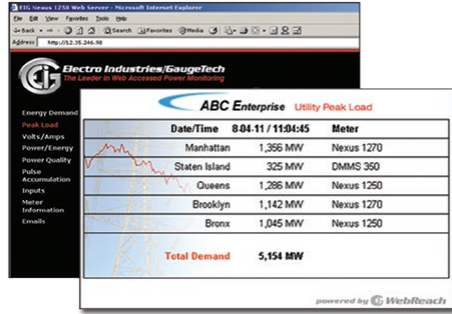 EIG Nexus 1250 Web Server - Microsoft Internet Explorer
File Edit View Favorites Tools Help
Back Search Favorites Media
Address http://12.35.246.98
Electro Industries/GaugeTech
The Leader in Web Accessed Power Monitoring
Energy Demand
Peak Load
Volts/Amps
Power/Energy
Power Quality
Pulse
Accumulation
Inputs
Meter
Information
Emails
ABC Enterprise Utility Peak Load
Date/Time 8-04-11 / 11:04:45 Meter
Manhattan 1,356 MW Nexus 1270
Staten Island 325 MW DMMS 350
Queens 1,286 MW Nexus 1250
Brooklyn 1,142 MW Nexus 1270
Bronx 1,045 MW Nexus 1250
Total Demand 5,154 MW
powered by WebReach